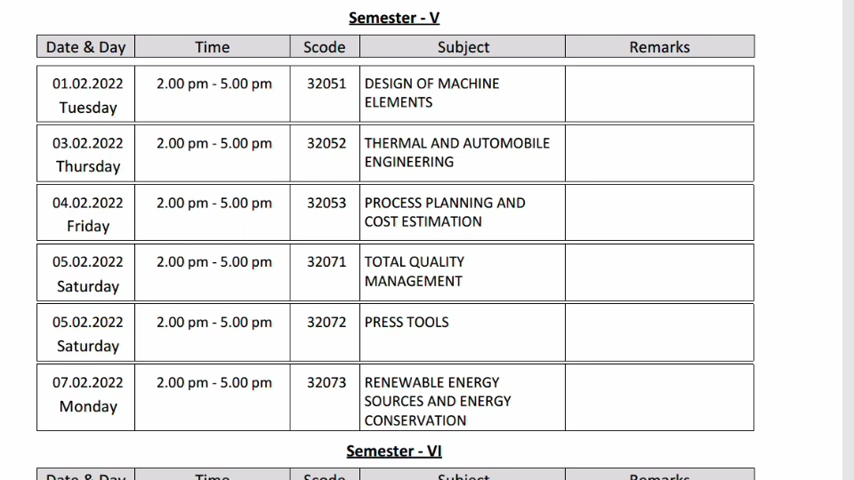 Semester - V
Date & Day Time Scode Subject Remarks
01.02.2022 2.00 pm - 5.00 pm 32051 DESIGN OF MACHINE
Tuesday ELEMENTS
03.02.2022 2.00 pm - 5.00 pm 32052 THERMAL AND AUTOMOBILE
Thursday ENGINEERING
04.02.2022 2.00 pm - 5.00 pm 32053 PROCESS PLANNING AND
Friday COST ESTIMATION
05.02.2022 2.00 pm - 5.00 pm 32071 TOTAL QUALITY
Saturday MANAGEMENT
05.02.2022 2.00 pm - 5.00 pm 32072 PRESS TOOLS
Saturday
07.02.2022 2.00 pm - 5.00 pm 32073 RENEWABLE ENERGY
Monday SOURCES AND ENERGY
CONSERVATION
Semester - VI
Date & Day Time Scode Subject Remarks